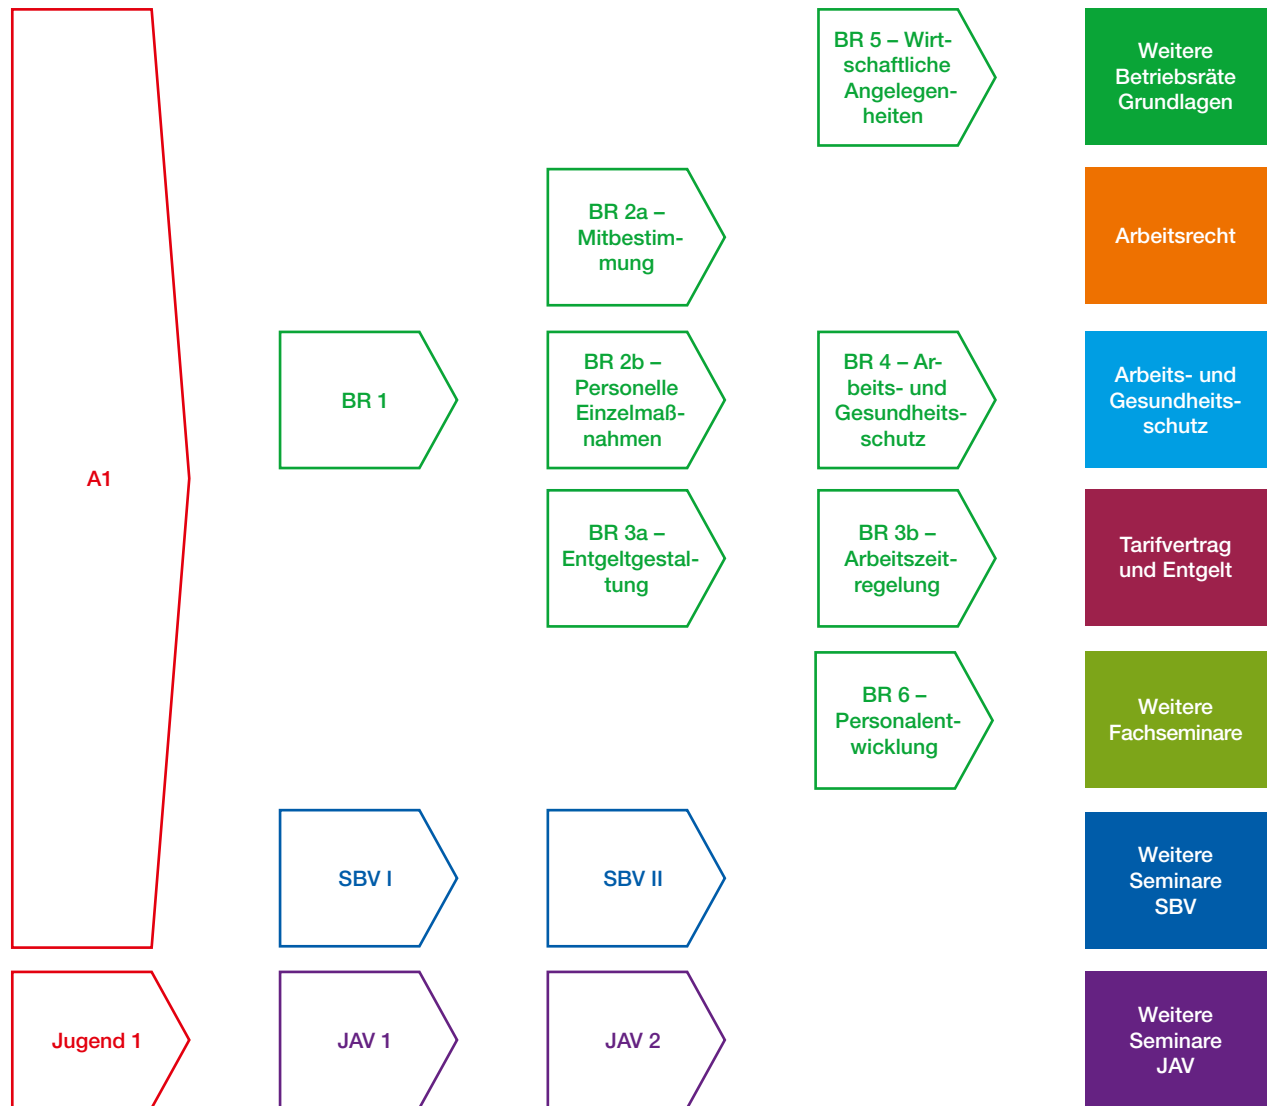 BR 5 – Wirt-
schaftliche
Angelegen-
heiten
Weitere
Betriebsräte
Grundlagen
BR 2a –
Mitbestim-
mung
Arbeitsrecht
BR 1
BR 2b –
Personelle
Einzelmaß-
nahmen
BR 4 – Ar-
beits- und
Gesundheits-
schutz
Arbeits- und
Gesundheits-
schutz
A1
BR 3a –
Entgeltgestal-
tung
BR 3b –
Arbeitszeit-
regelung
Tarifvertrag
und Entgelt
BR 6 –
Personalent-
wicklung
Weitere
Fachseminare
SBV I
SBV II
Weitere
Seminare
SBV
Jugend 1
JAV 1
JAV 2
Weitere
Seminare
JAV